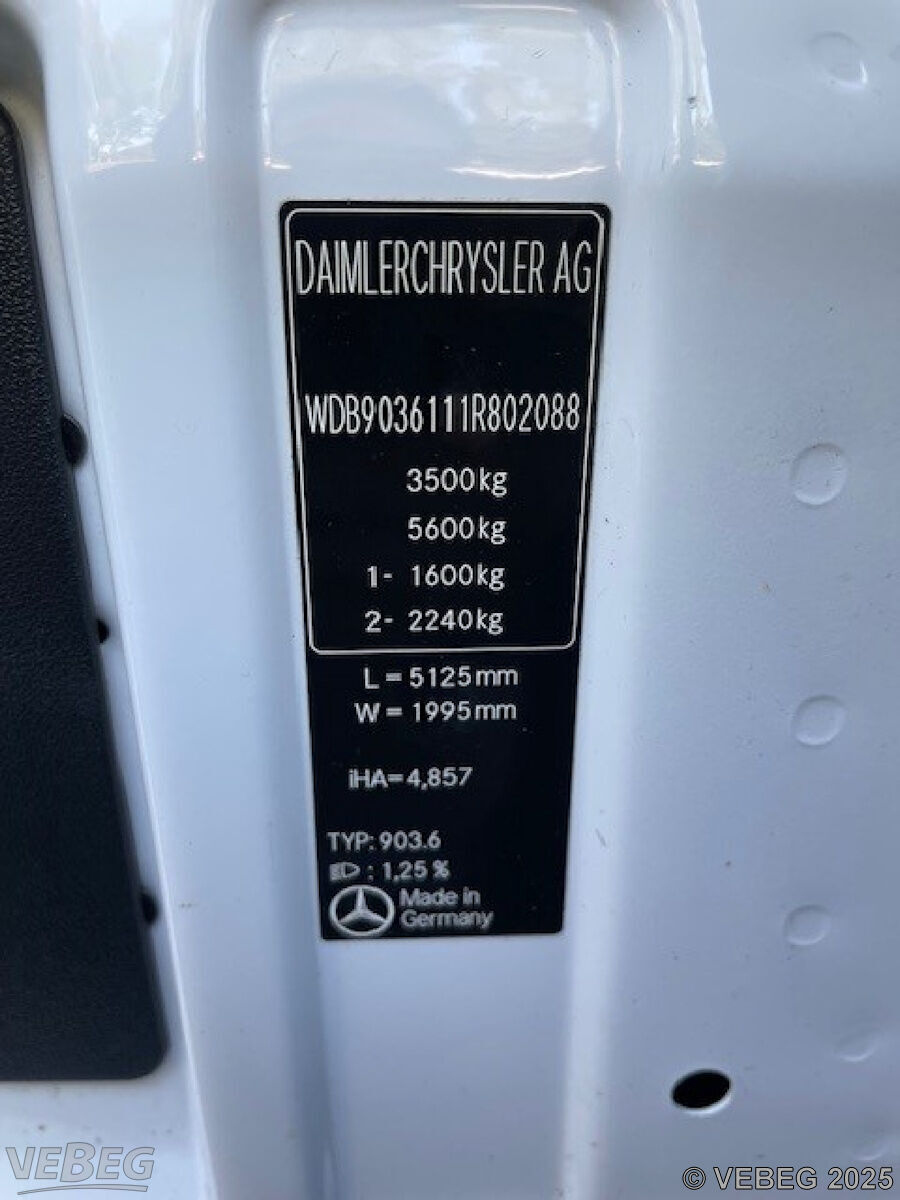 DAIMLERCHRYSLER AG
WDB9036111R802088
3500kg
5600kg
1- 1600kg
2- 2240kg
L = 5125mm
W = 1995mm
iHA=4,857
TYP: 903.6
: 1,25 %
Made in
Germany
VEBEG
© VEBEG 2025